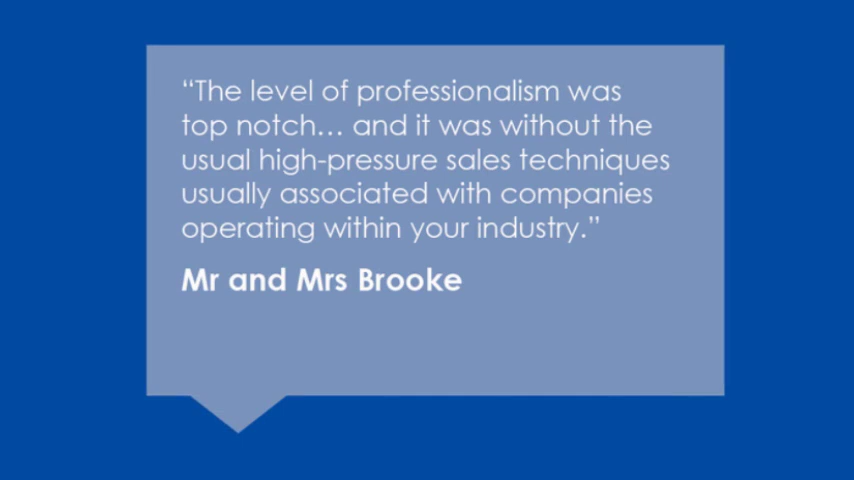 “The level of professionalism was
top notch… and it was without the
usual high-pressure sales techniques
usually associated with companies
operating within your industry.”
Mr and Mrs Brooke